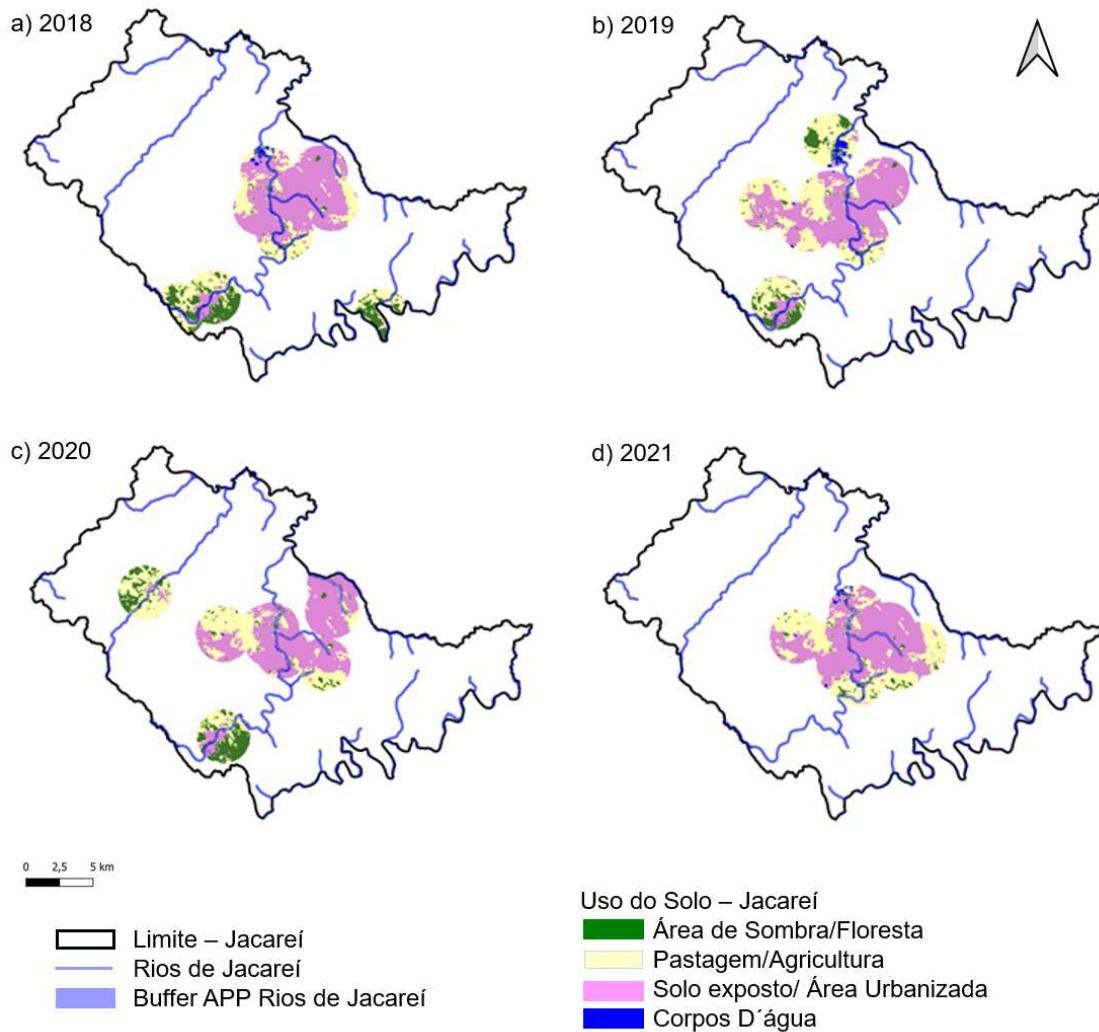 a) 2018
b) 2019
c) 2020
d) 2021
0 2,5 5 km
Limite – Jacareí
Rios de Jacareí
Buffer APP Rios de Jacareí
Uso do Solo – Jacareí
Área de Sombra/Floresta
Pastagem/Agricultura
Solo exposto/ Área Urbanizada
Corpos D´água